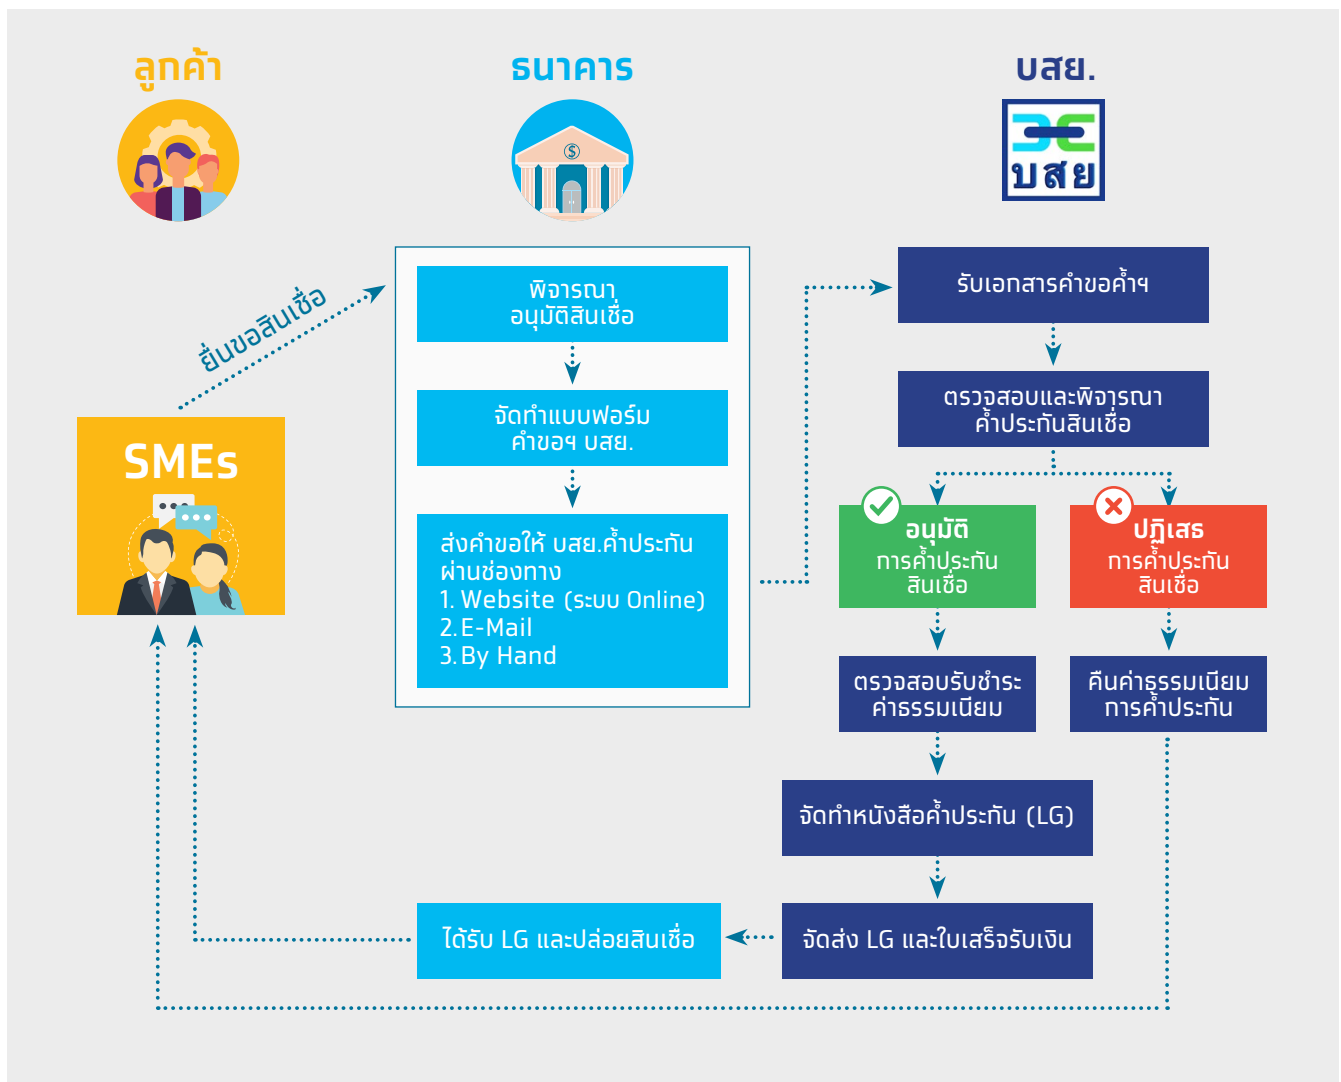 ลูกค้า
ธนาคาร
บสย.
$
บสย
ยื่นขอสินเชื่อ
SMEs
พิจารณา
อนุมัติสินเชื่อ
จัดทำแบบฟอร์ม
คำขอฯ บสย.
ส่งคำขอให้ บสย.ค้ำประกัน
ผ่านช่องทาง
1. Website (ระบบ Online)
2. E-Mail
3. By Hand
รับเอกสารคำขอค้ำฯ
ตรวจสอบและพิจารณา
ค้ำประกันสินเชื่อ
อนุมัติ
การค้ำประกัน
สินเชื่อ
ปฏิเสธ
การค้ำประกัน
สินเชื่อ
ตรวจสอบรับชำระ
ค่าธรรมเนียม
คืนค่าธรรมเนียม
การค้ำประกัน
จัดทำหนังสือค้ำประกัน (LG)
จัดส่ง LG และใบเสร็จรับเงิน
ได้รับ LG และปล่อยสินเชื่อ